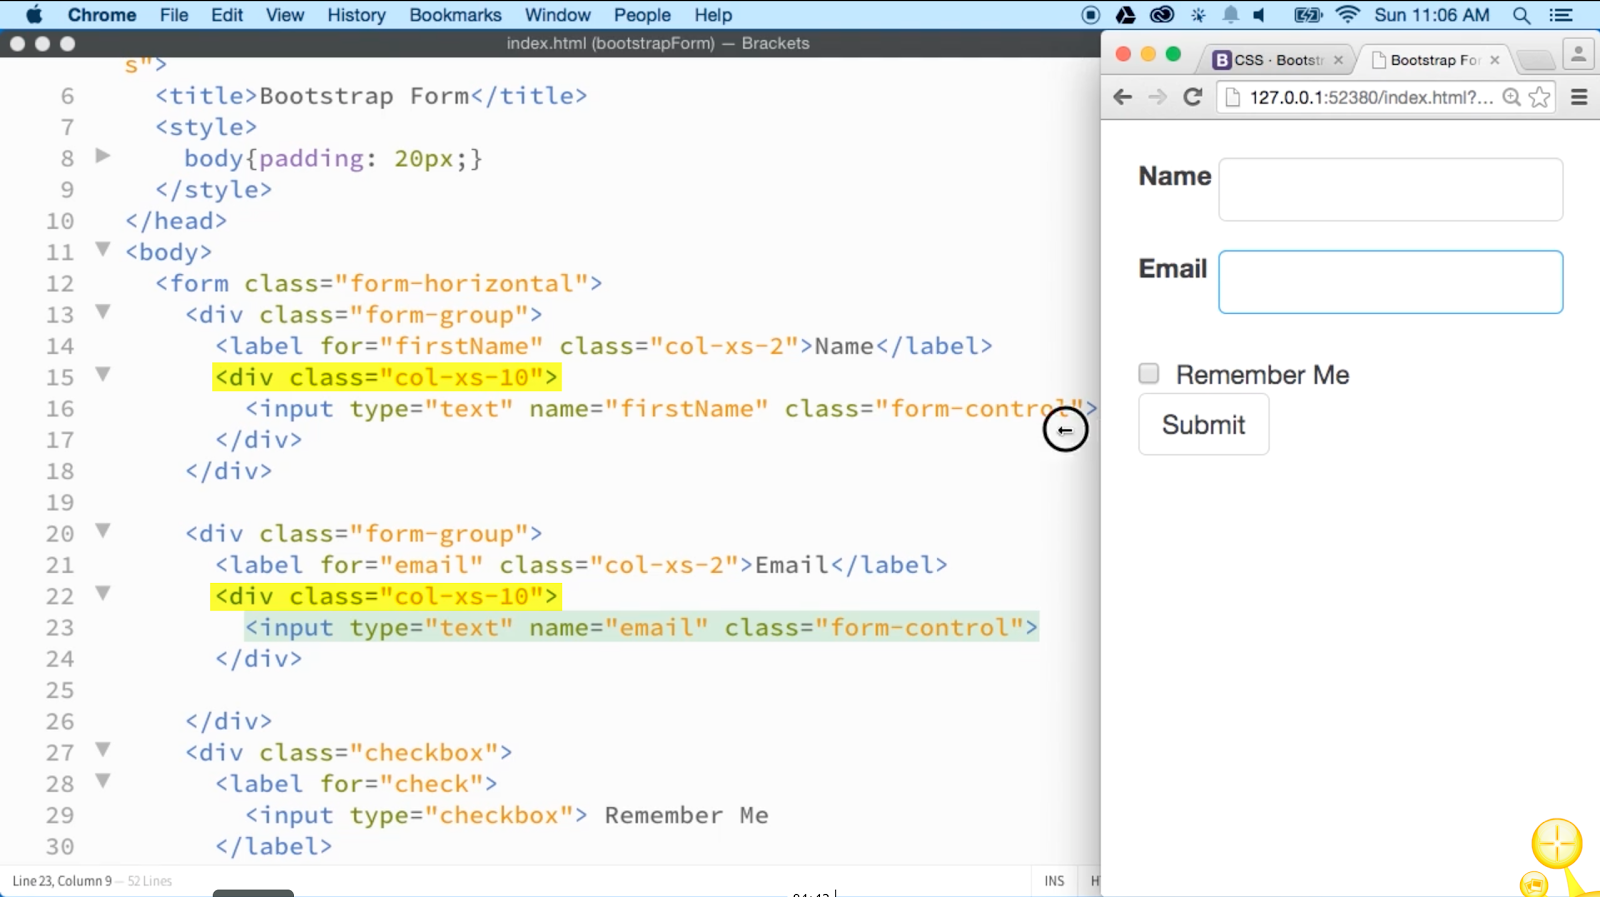 Chrome File Edit View History Bookmarks Window People Help Sun 11:06 AM
index.html (bootstrapForm) — Brackets
s">
6 <title>Bootstrap Form</title>
7 <style>
8 body{padding: 20px;}
9 </style>
10 </head>
11 <body>
12 <form class="form-horizontal">
13 <div class="form-group">
14 <label for="firstName" class="col-xs-2">Name</label>
15 <div class="col-xs-10">
16 <input type="text" name="firstName" class="form-control">
17 </div>
18 </div>
19
20 <div class="form-group">
21 <label for="email" class="col-xs-2">Email</label>
22 <div class="col-xs-10">
23 <input type="text" name="email" class="form-control">
24 </div>
25
26 </div>
27 <div class="checkbox">
28 <label for="check">
29 <input type="checkbox"> Remember Me
30 </label>
Line 23, Column 9 — 52 Lines
INS
B CSS · Bootst
Bootstrap For
127.0.0.1:52380/index.html?...
Name
Email
Remember Me
Submit